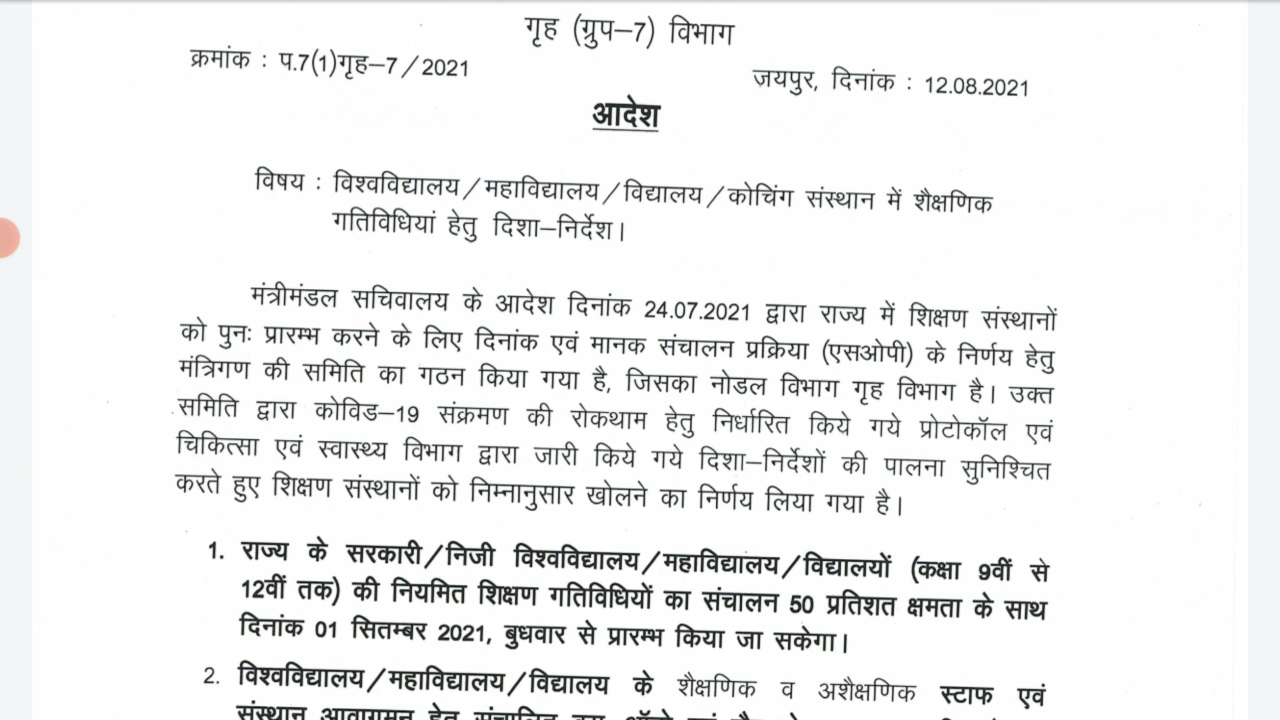 गृह (ग्रुप–7) विभाग
क्रमांक : प.7(1)गृह–7/2021
जयपुर, दिनांक : 12.08.2021
आदेश
विषय : विश्वविद्यालय/महाविद्यालय/विद्यालय/कोचिंग संस्थान में शैक्षणिक
गतिविधियां हेतु दिशा–निर्देश।
मंत्रीमंडल सचिवालय के आदेश दिनांक 24.07.2021 द्वारा राज्य में शिक्षण संस्थानों
को पुनः प्रारम्भ करने के लिए दिनांक एवं मानक संचालन प्रक्रिया (एसओपी) के निर्णय हेतु
मंत्रिगण की समिति का गठन किया गया है, जिसका नोडल विभाग गृह विभाग है। उक्त
समिति द्वारा कोविड–19 संक्रमण की रोकथाम हेतु निर्धारित किये गये प्रोटोकॉल एवं
चिकित्सा एवं स्वास्थ्य विभाग द्वारा जारी किये गये दिशा–निर्देशों की पालना सुनिश्चित
करते हुए शिक्षण संस्थानों को निम्नानुसार खोलने का निर्णय लिया गया है।
1. राज्य के सरकारी/निजी विश्वविद्यालय/महाविद्यालय/विद्यालयों (कक्षा 9वीं से
12वीं तक) की नियमित शिक्षण गतिविधियों का संचालन 50 प्रतिशत क्षमता के साथ
दिनांक 01 सितम्बर 2021, बुधवार से प्रारम्भ किया जा सकेगा।
2. विश्वविद्यालय/महाविद्यालय/विद्यालय के शैक्षणिक व अशैक्षणिक स्टाफ एवं
संस्थान आवागमन हेतु संचालित